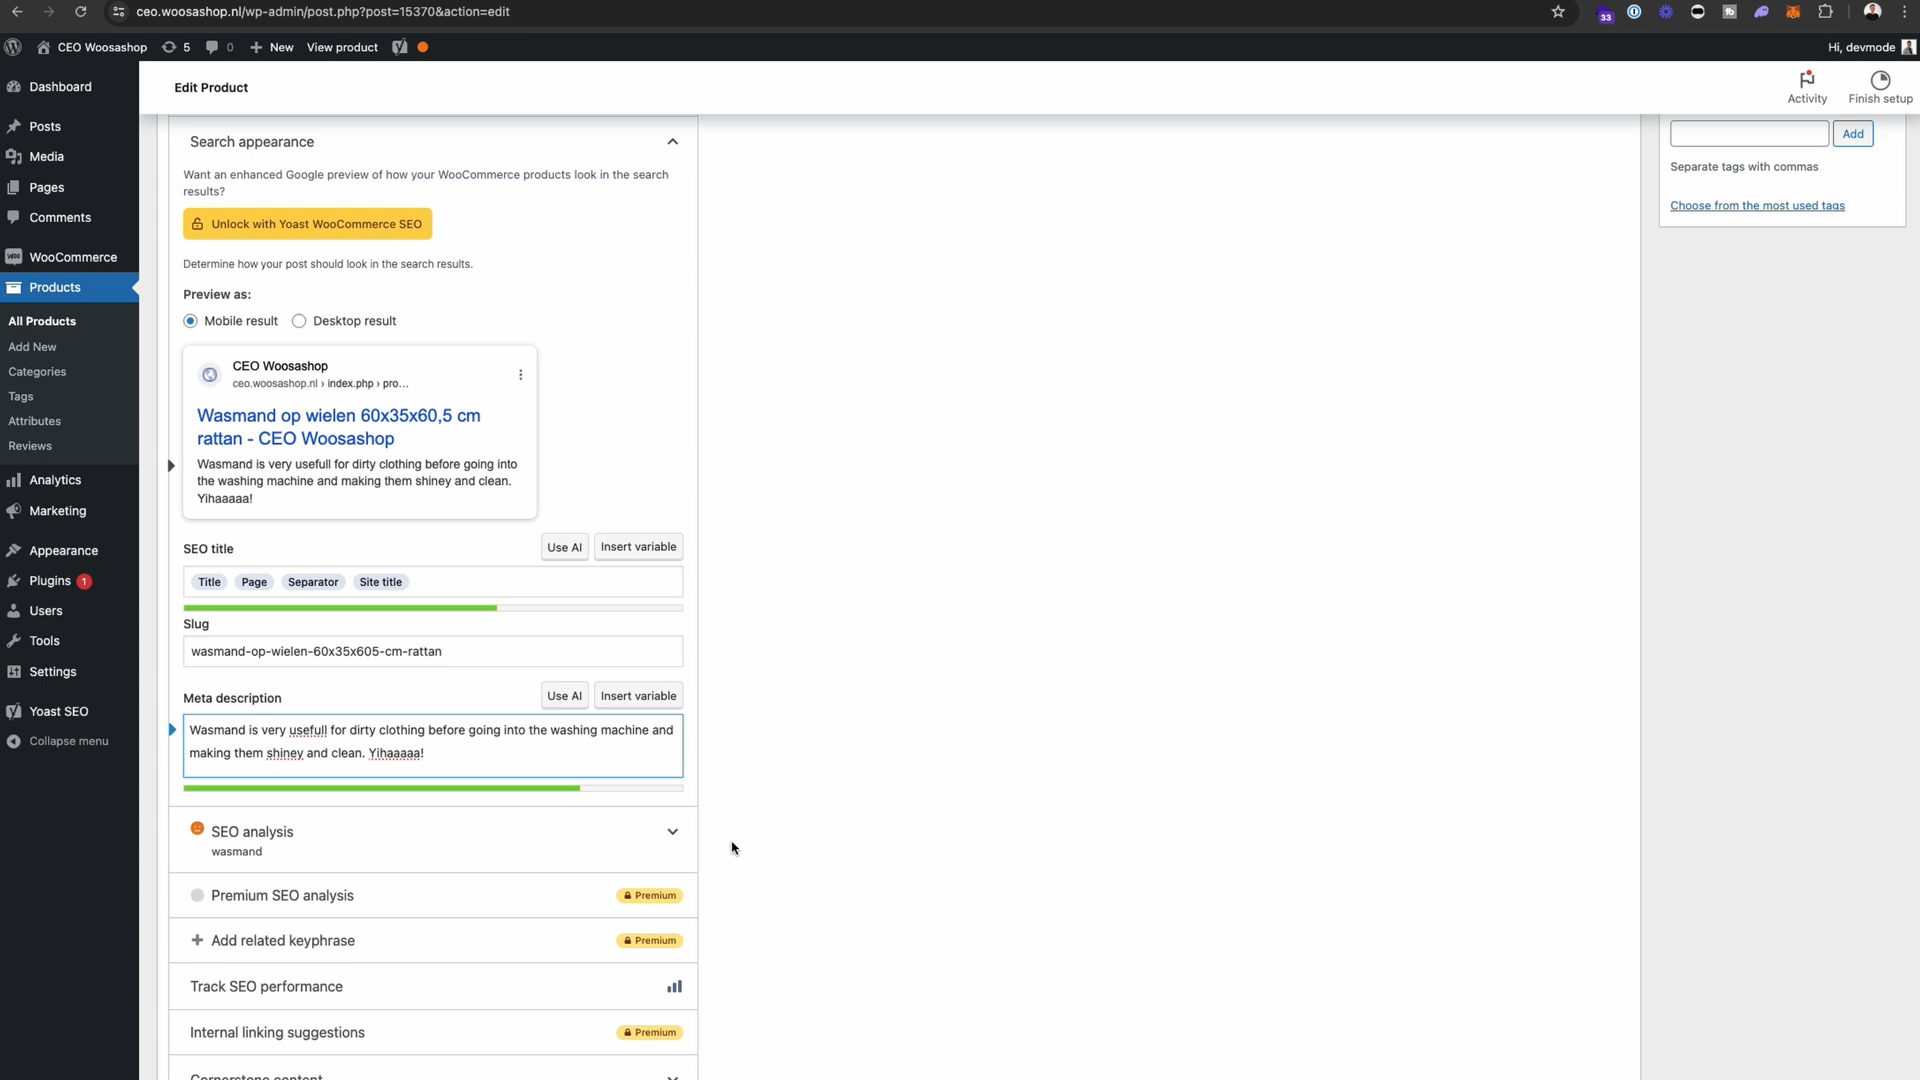 ceo.woosashop.nl/wp-admin/post.php?post=15370&action=edit
33
CEO Woosashop 5 0 New View product
Hi, devmode
Edit Product
Activity
Finish setup
Dashboard
Posts
Media
Pages
Comments
WooCommerce
Products
All Products
Add New
Categories
Tags
Attributes
Reviews
Analytics
Marketing
Appearance
Plugins 1
Users
Tools
Settings
Yoast SEO
Collapse menu
Search appearance
Want an enhanced Google preview of how your WooCommerce products look in the search
results?
Unlock with Yoast WooCommerce SEO
Determine how your post should look in the search results.
Preview as:
Mobile result Desktop result
CEO Woosashop
ceo.woosashop.nl › index.php › pro…
Wasmand op wielen 60x35x60,5 cm
rattan - CEO Woosashop
Wasmand is very usefull for dirty clothing before going into
the washing machine and making them shiney and clean.
Yihaaaaa!
SEO title Use AI Insert variable
Title Page Separator Site title
Slug
wasmand-op-wielen-60x35x605-cm-rattan
Meta description Use AI Insert variable
Wasmand is very usefull for dirty clothing before going into the washing machine and
making them shiney and clean. Yihaaaaa!
SEO analysis
wasmand
Premium SEO analysis Premium
Add related keyphrase Premium
Track SEO performance
Internal linking suggestions Premium
Cornerstone content
Add
Separate tags with commas
Choose from the most used tags